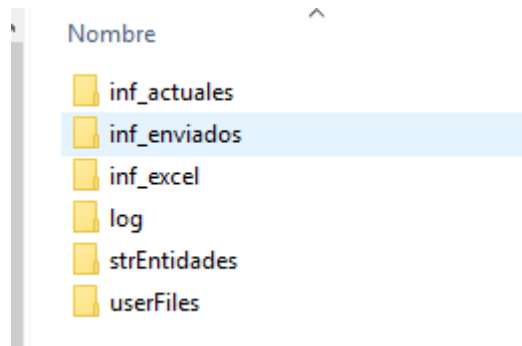 Nombre
inf_actuales
inf_enviados
inf_excel
log
strEntidades
userFiles